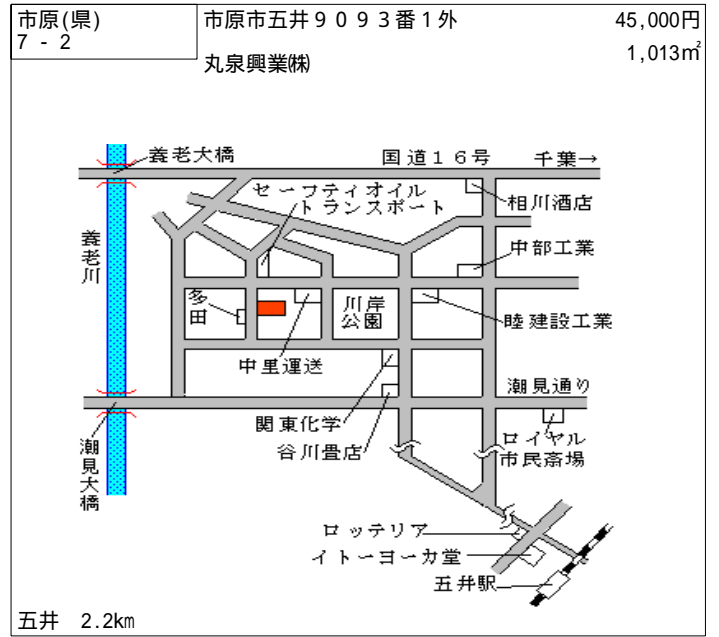 市原(県)
7 - 2
市原市五井９０９３番１外
45,000円
丸泉興業㈱
1,013㎡
養老大橋
国道１６号
千葉→
セーフティオイル
トランスポート
相川酒店
養老川
中部工業
多田
川岸
公園
睦建設工業
中里運送
潮見通り
関東化学
谷川畳店
ロイヤル
市民斎場
潮見大橋
ロッテリア
イトーヨーカ堂
五井駅
五井 2.2km